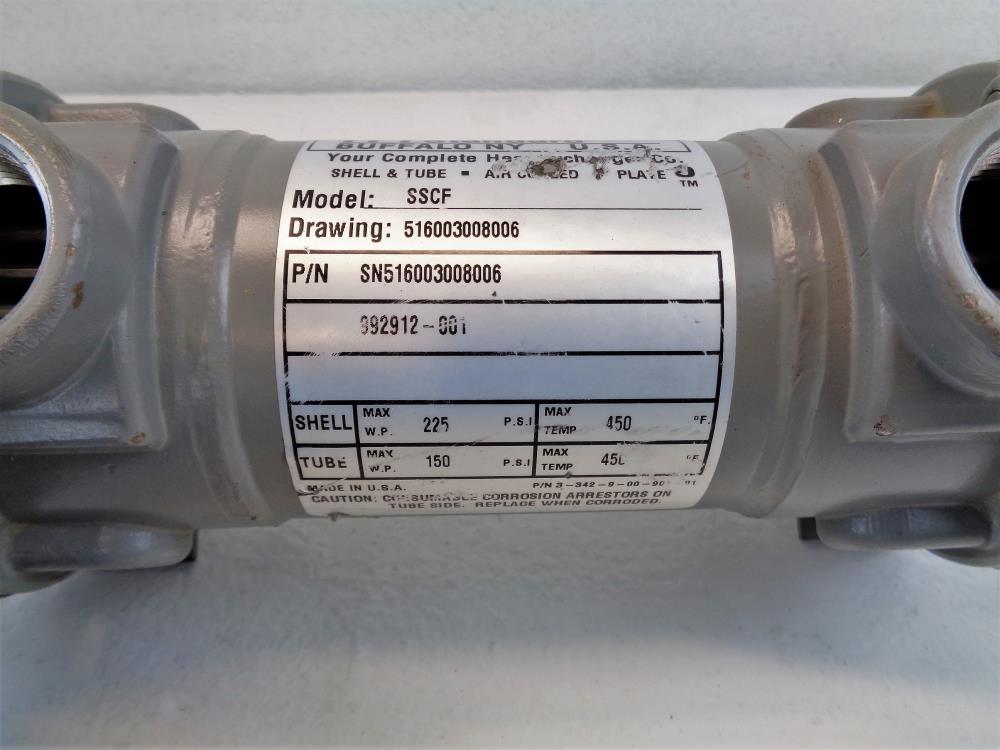 BUFFALO NY U.S.A.
Your Complete Co.
SHELL & TUBE ▪ AIR PLATE TM
Model: SSCF
Drawing: 516003008006
P/N SN516003008006
992912-001
SHELL MAX W.P. 225 P.S.I MAX TEMP 450 °F.
TUBE MAX W.P. 150 P.S.I MAX TEMP °F.
MADE IN U.S.A.
CAUTION: CONSUMABLE CORROSION ARRESTORS ON
TUBE SIDE. REPLACE WHEN CORRODED.